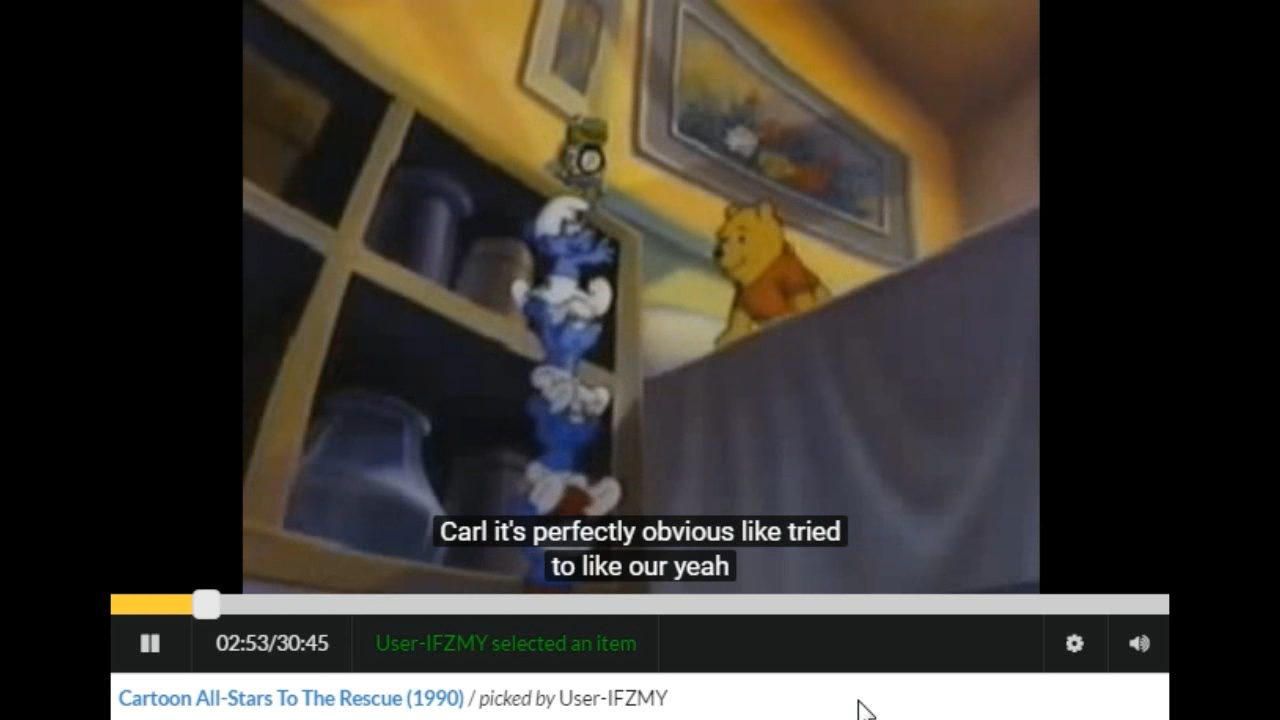 Carl it's perfectly obvious like tried
to like our yeah
02:53/30:45 User-IFZMY selected an item
Cartoon All-Stars To The Rescue (1990) / picked by User-IFZMY